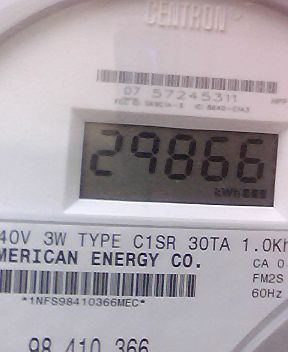 CENTRON
07 57245311
29866
kWh
40V 3W TYPE C1SR 30TA 1.0Kh
MERICAN ENERGY CO.
CA 0
FM2S
*1NFS98410366MEC*
60Hz
98 410 366